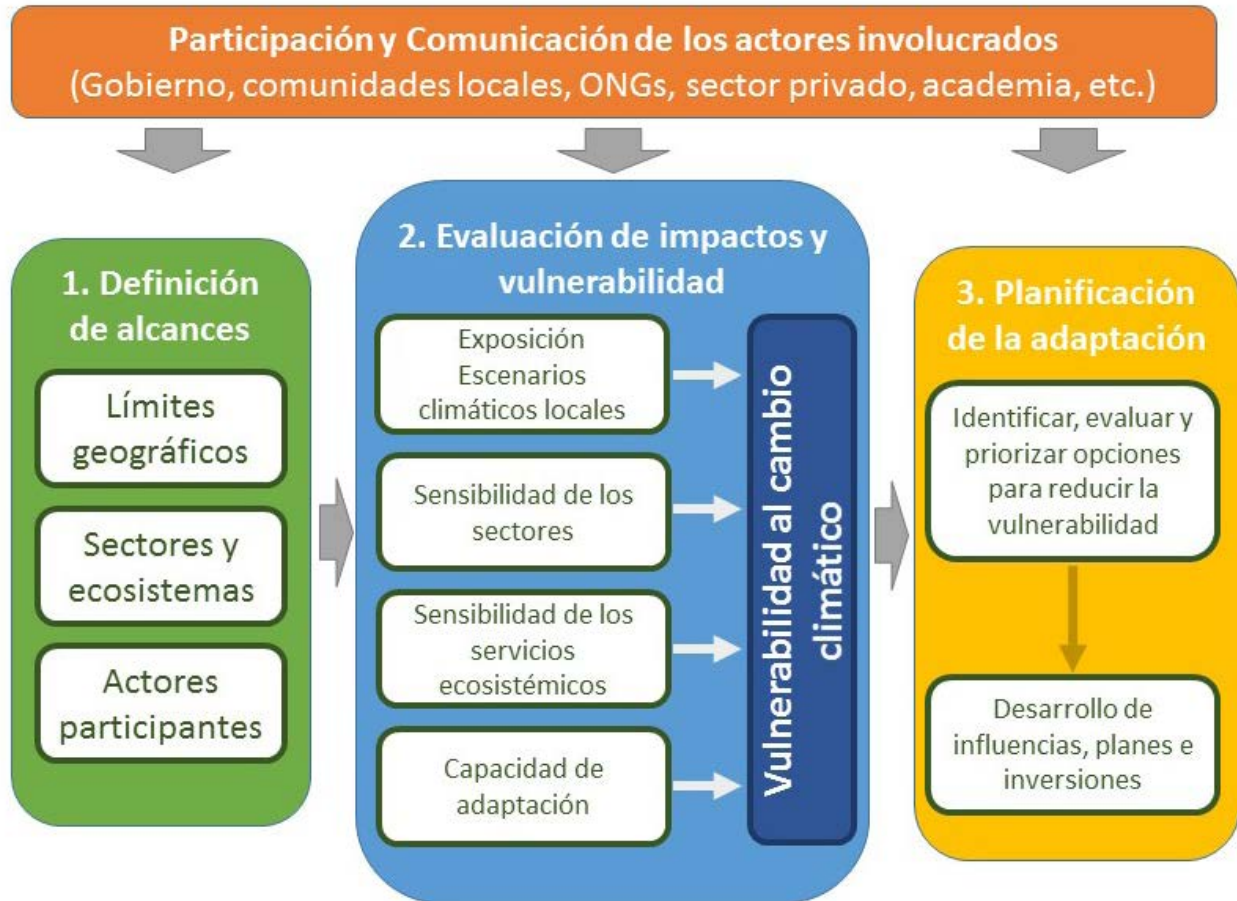 Participación y Comunicación de los actores involucrados
(Gobierno, comunidades locales, ONGs, sector privado, academia, etc.)
1. Definición
de alcances
Límites
geográficos
Sectores y
ecosistemas
Actores
participantes
2. Evaluación de impactos y
vulnerabilidad
Exposición
Escenarios
climáticos locales
Sensibilidad de los
sectores
Sensibilidad de los
servicios
ecosistémicos
Capacidad de
adaptación
Vulnerabilidad al cambio
climático
3. Planificación
de la adaptación
Identificar, evaluar y
priorizar opciones
para reducir la
vulnerabilidad
Desarrollo de
influencias, planes e
inversiones